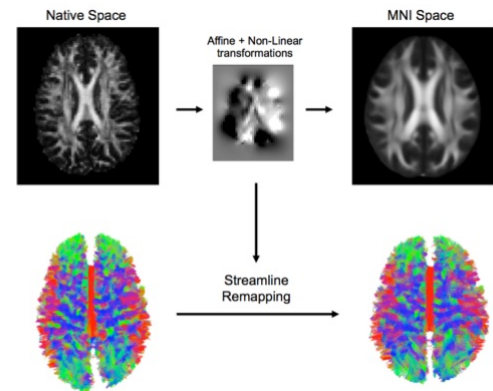 Native Space
MNI Space
Affine + Non-Linear
transformations
Streamline
Remapping